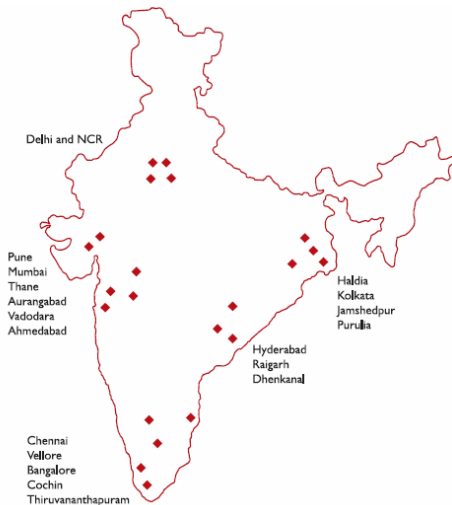 Delhi and NCR
Pune
Mumbai
Thane
Aurangabad
Vadodara
Ahmedabad
Haldia
Kolkata
Jamshedpur
Purulia
Hyderabad
Raigarh
Dhenkanal
Chennai
Vellore
Bangalore
Cochin
Thiruvananthapuram